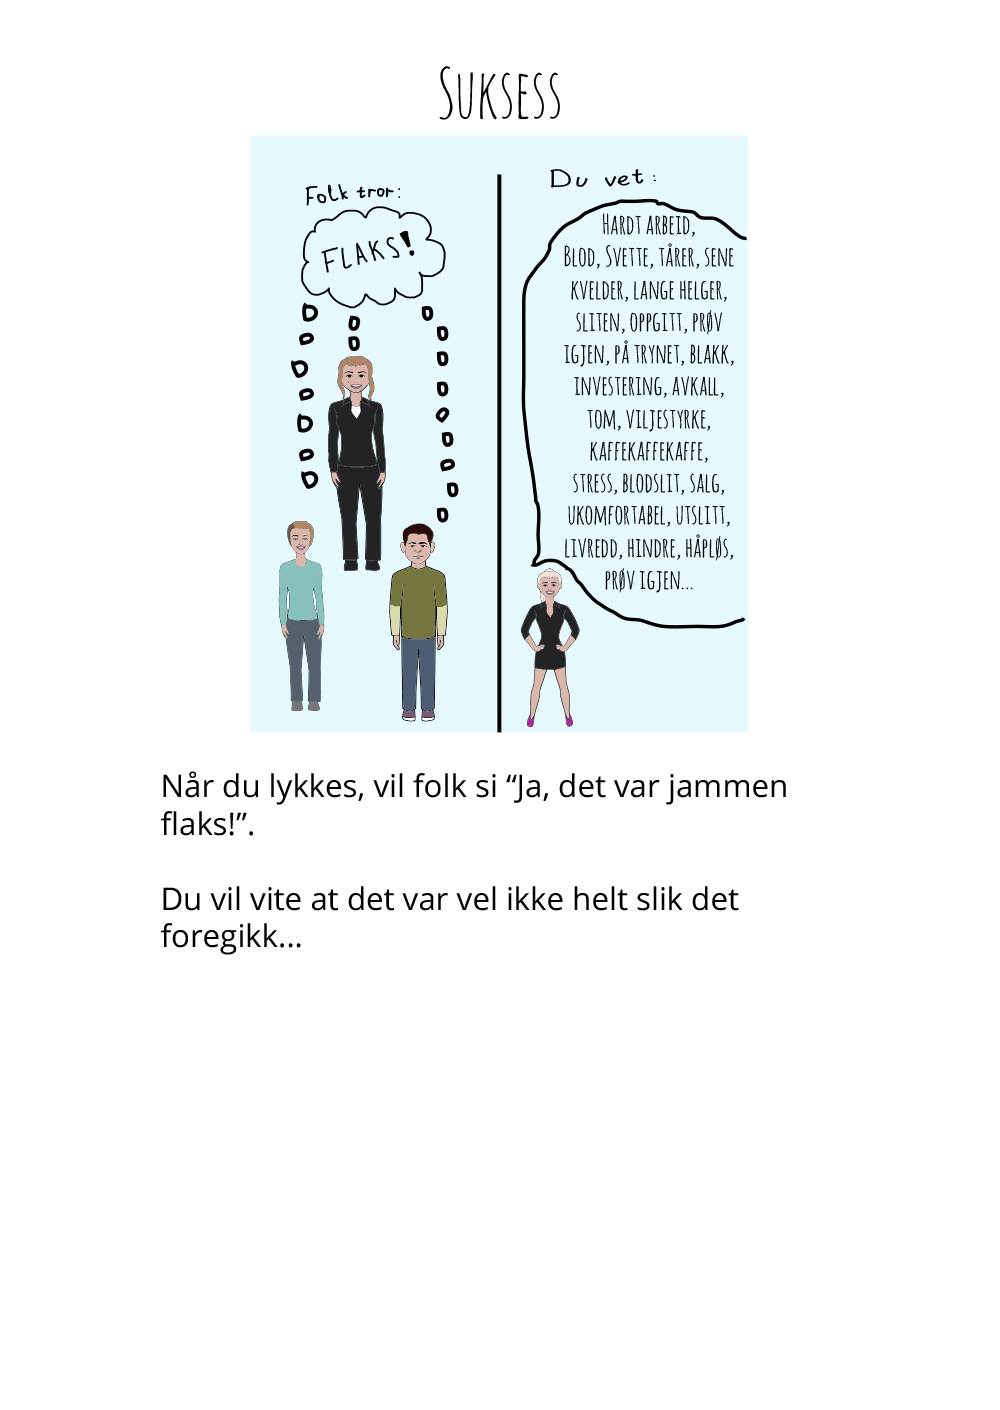 Suksess
Folk tror:
FLAKS!
Du vet:
Hardt arbeid,
Blod, Svette, tårer, sene
kvelder, lange helger,
sliten, oppgitt, prøv
igjen, på trynet, blakk,
investering, avkall,
tom, viljestyrke,
kaffekaffekaffe,
stress, blodslit, salg,
ukomfortabel, utslitt,
livredd, hindre, håpløs,
prøv igjen...
Når du lykkes, vil folk si “Ja, det var jammen
flaks!”.
Du vil vite at det var vel ikke helt slik det
foregikk...